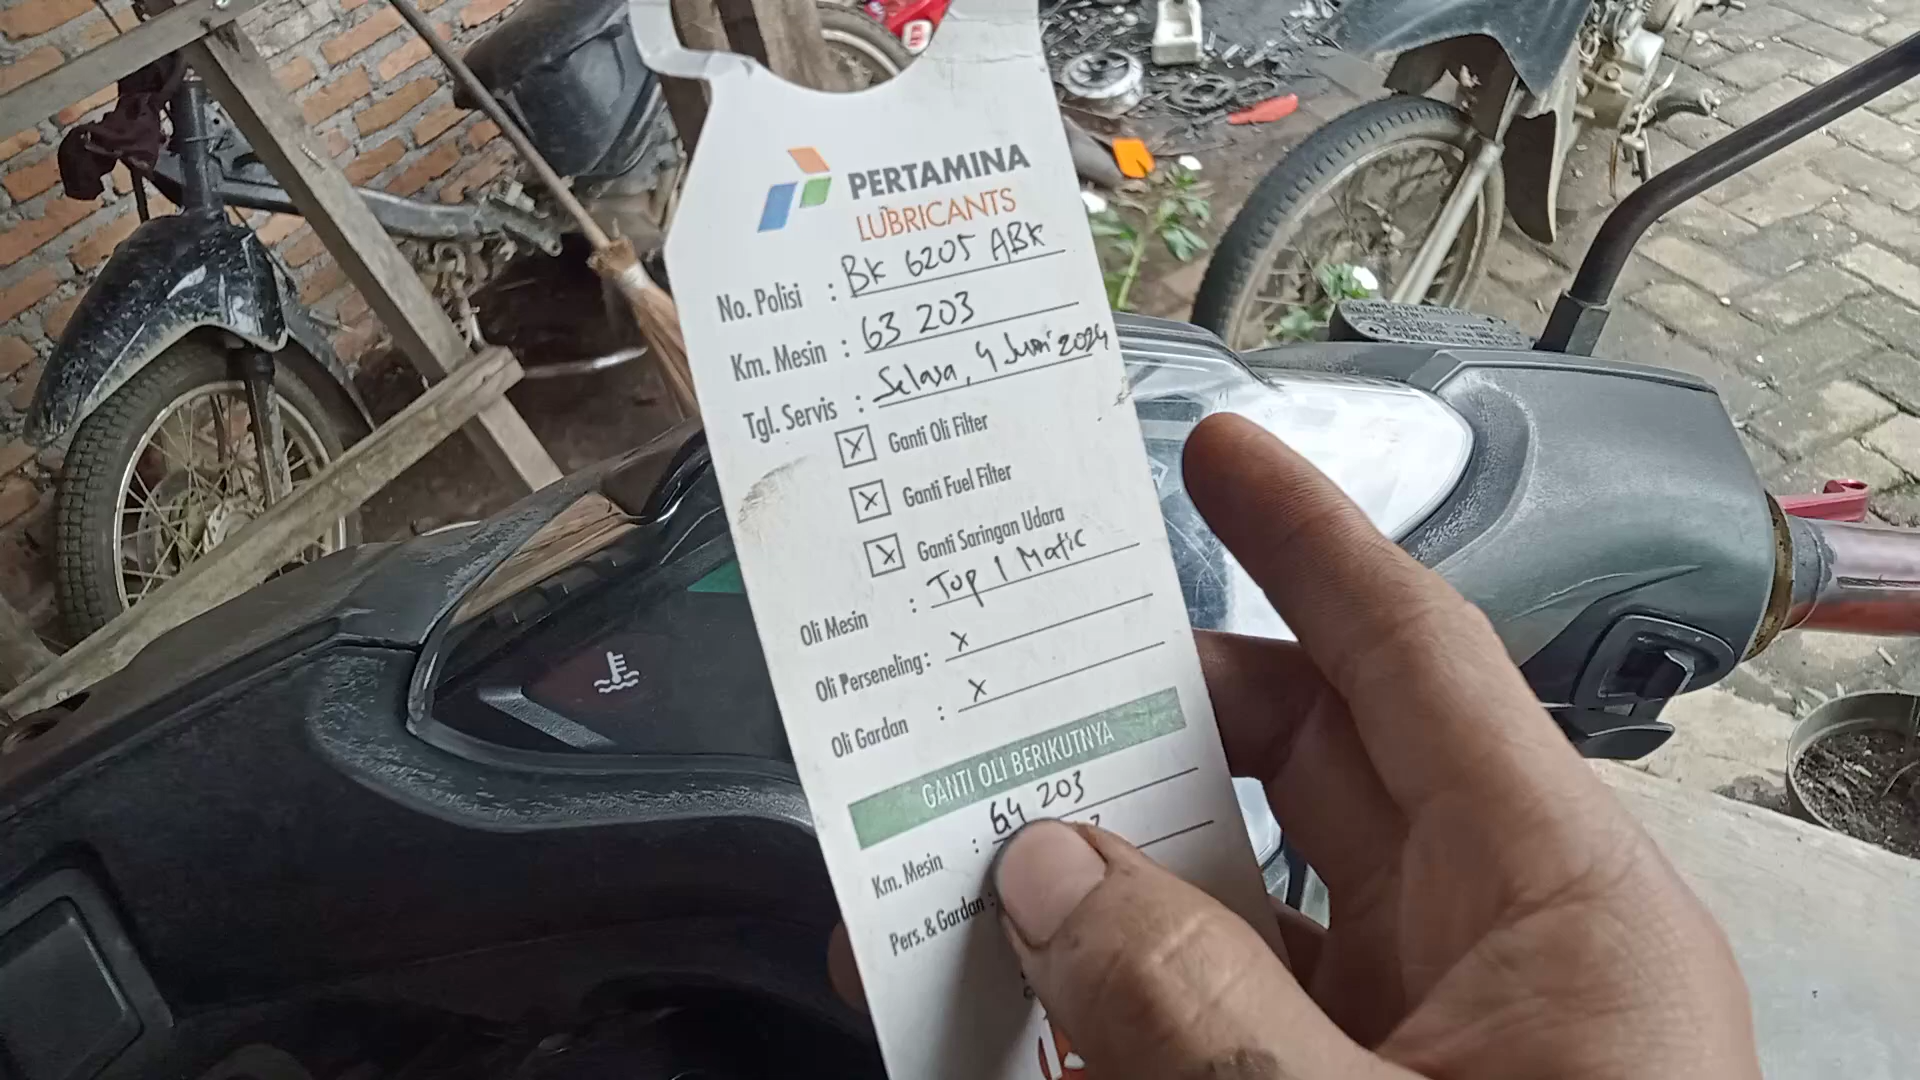 PERTAMINA
LUBRICANTS
No. Polisi : BK 6205 ABK
Km. Mesin : 63 203
Tgl. Servis : Selasa, 4 Juni 2024
X Ganti Oli Filter
X Ganti Fuel Filter
X Ganti Saringan Udara
Oli Mesin : Top 1 Matic
Oli Perseneling : X
Oli Gardan : X
GANTI OLI BERIKUTNYA
Km. Mesin : 64 203
Pers. & Gardan :